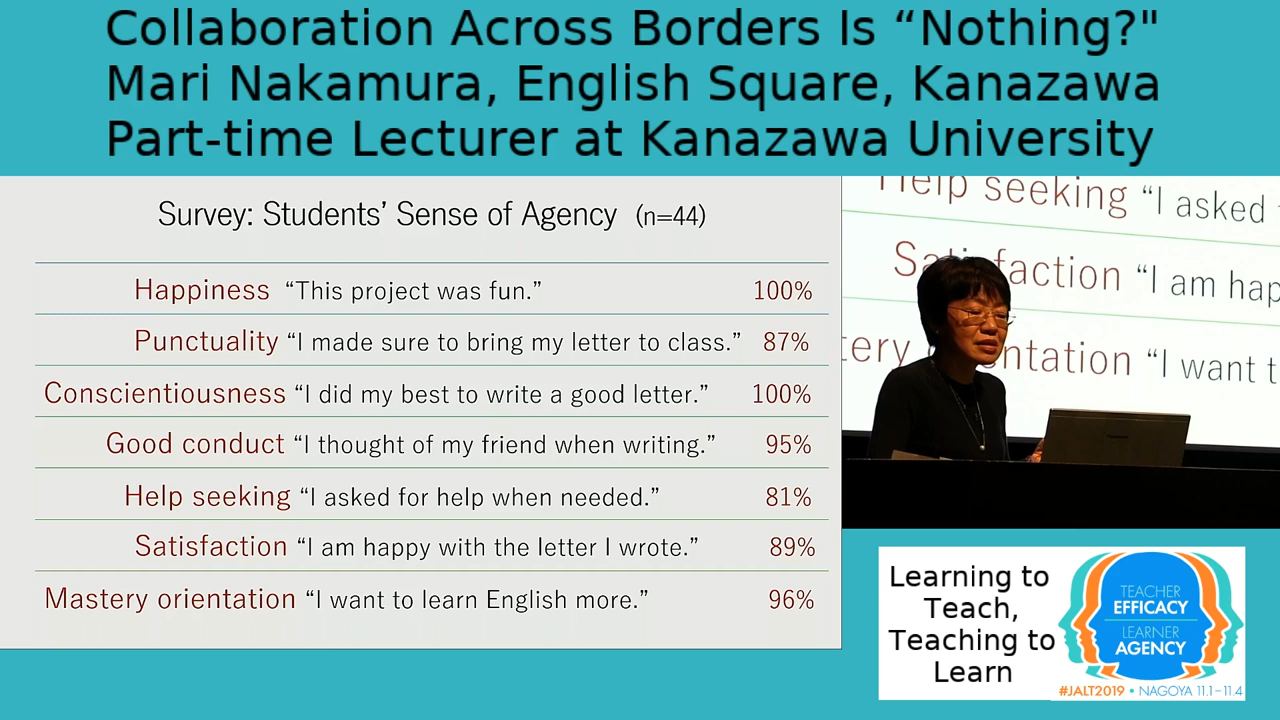 Collaboration Across Borders Is “Nothing?"
Mari Nakamura, English Square, Kanazawa
Part-time Lecturer at Kanazawa University
Survey: Students’ Sense of Agency (n=44)
Happiness “This project was fun.” 100%
Punctuality “I made sure to bring my letter to class.” 87%
Conscientiousness “I did my best to write a good letter.” 100%
Good conduct “I thought of my friend when writing.” 95%
Help seeking “I asked for help when needed.” 81%
Satisfaction “I am happy with the letter I wrote.” 89%
Mastery orientation “I want to learn English more.” 96%
Help seeking “I asked
Sa faction “I am hap
tery ntation “I want t
Learning to
Teach,
Teaching to
Learn
TEACHER
EFFICACY
LEARNER
AGENCY
#JALT2019 • NAGOYA 11.1–11.4